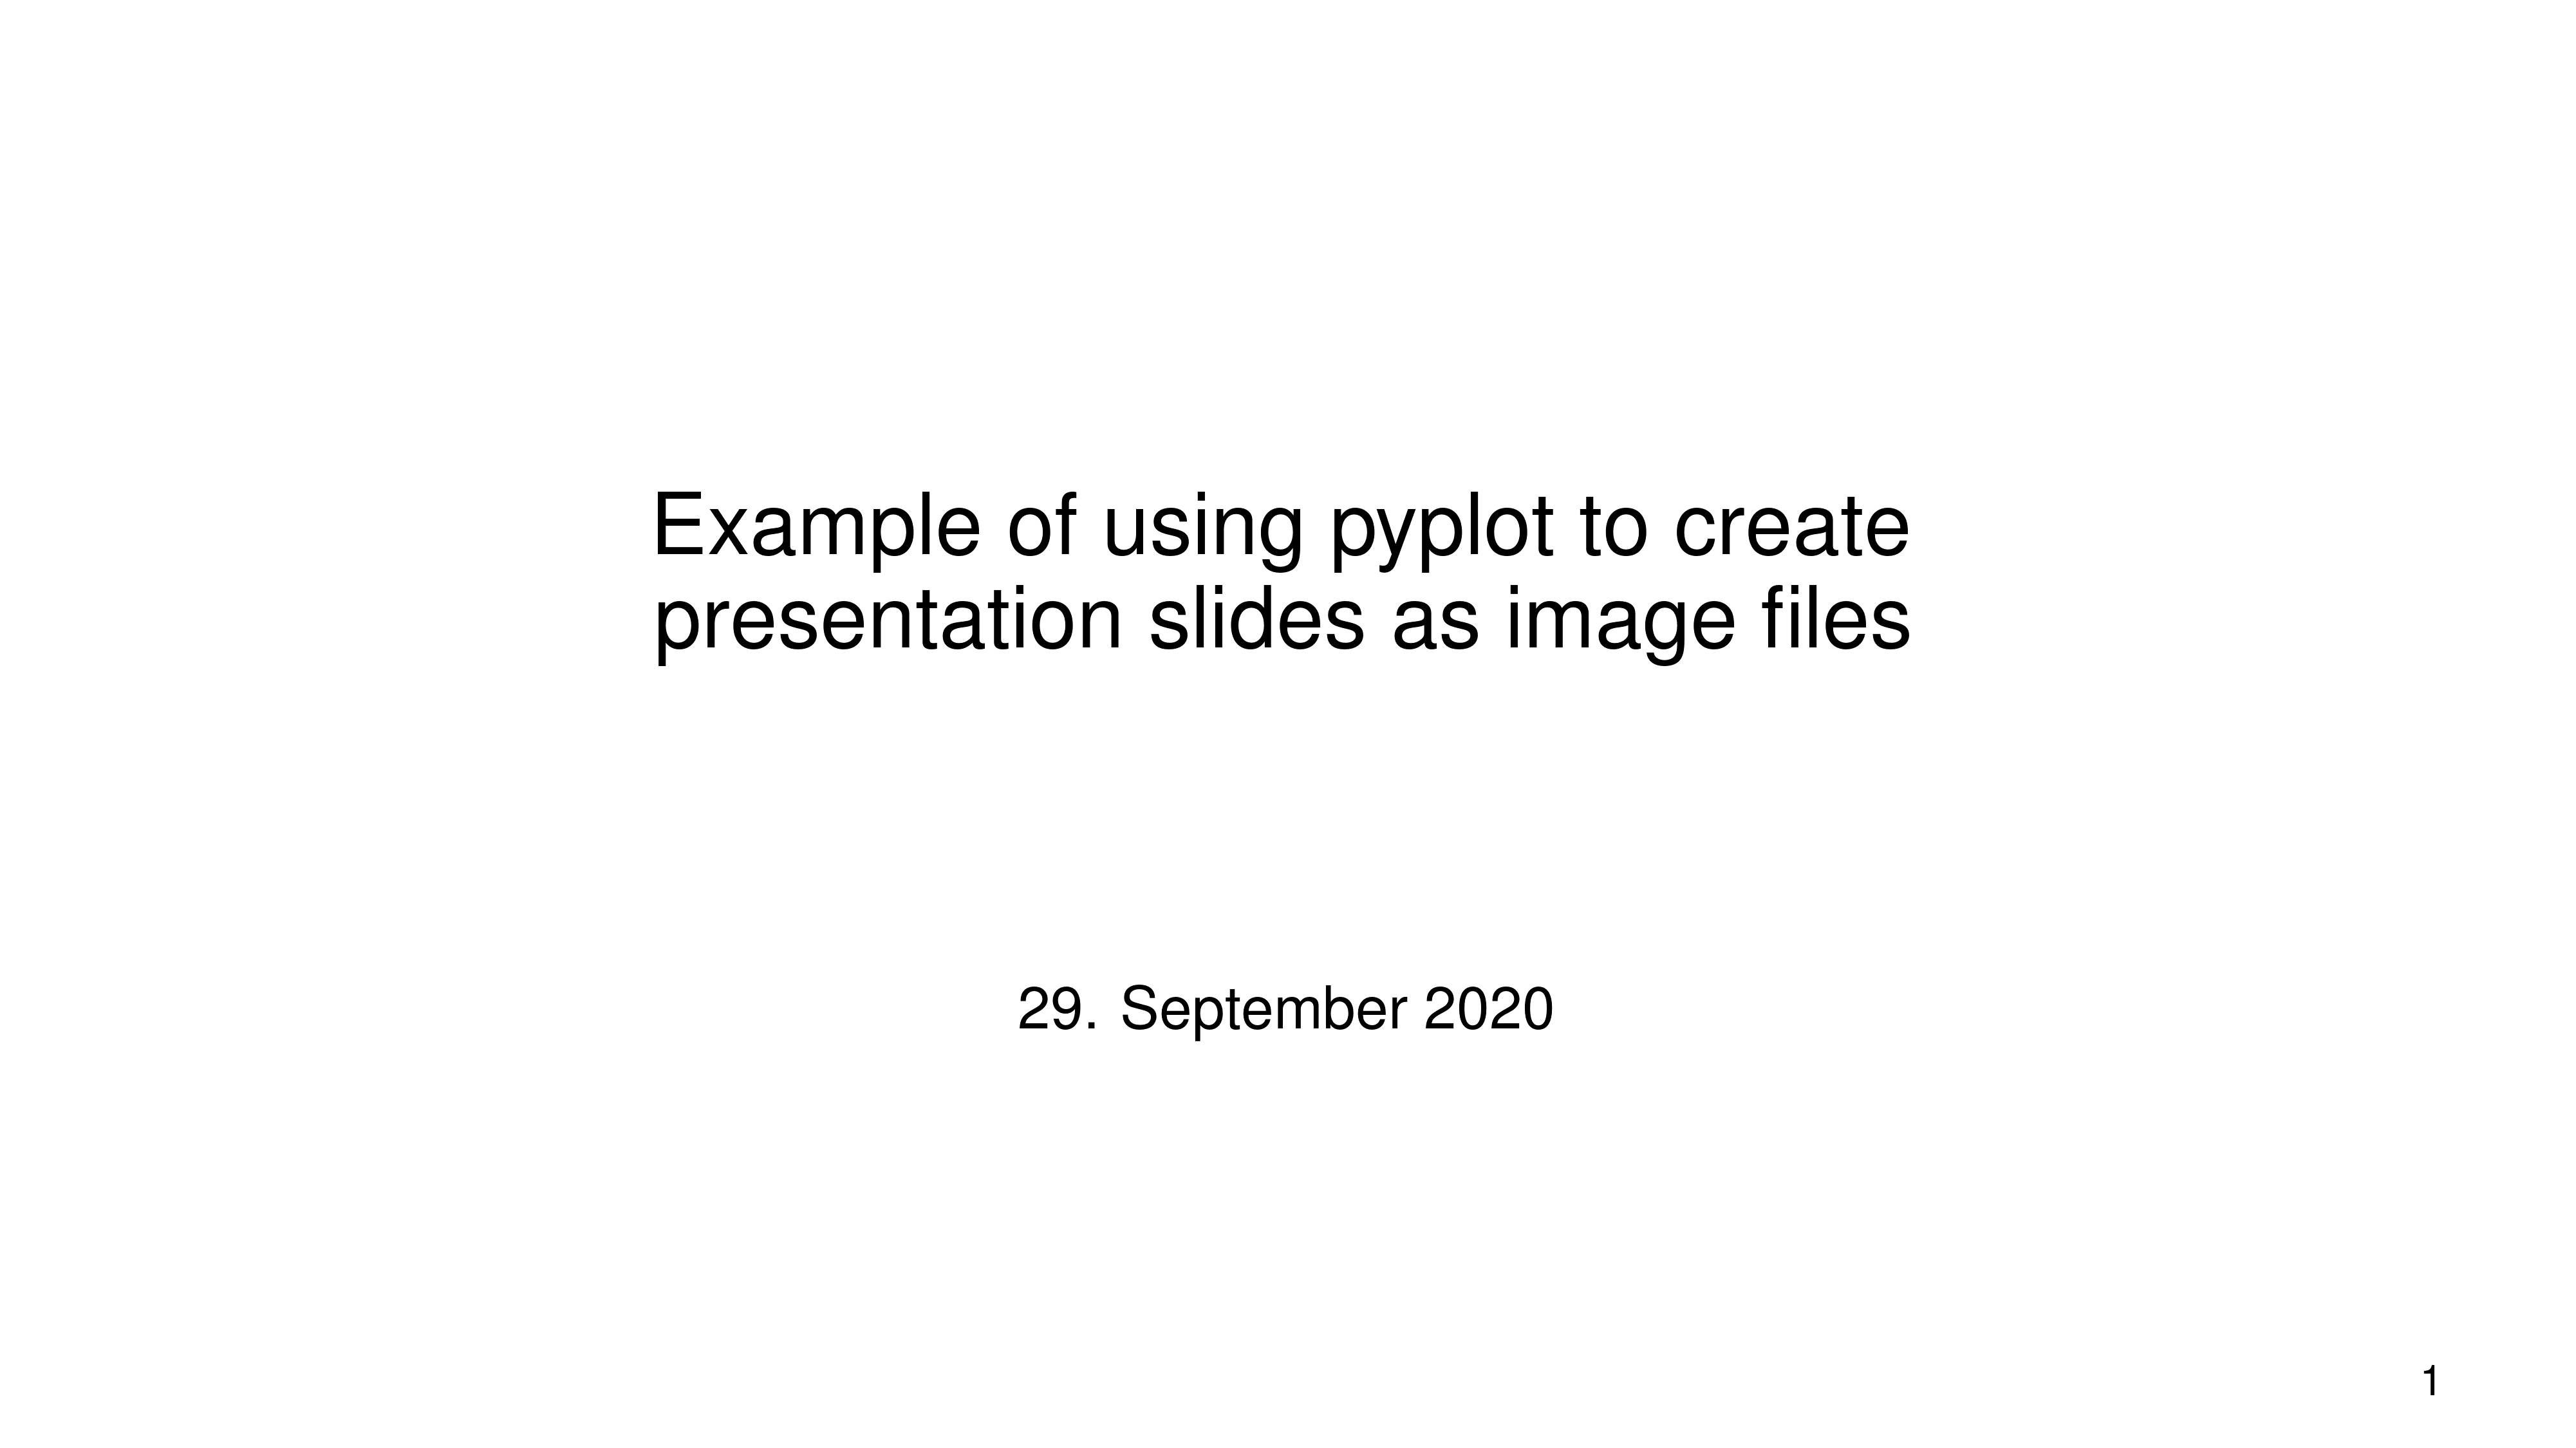 Example of using pyplot to create
presentation slides as image files
29. September 2020
1